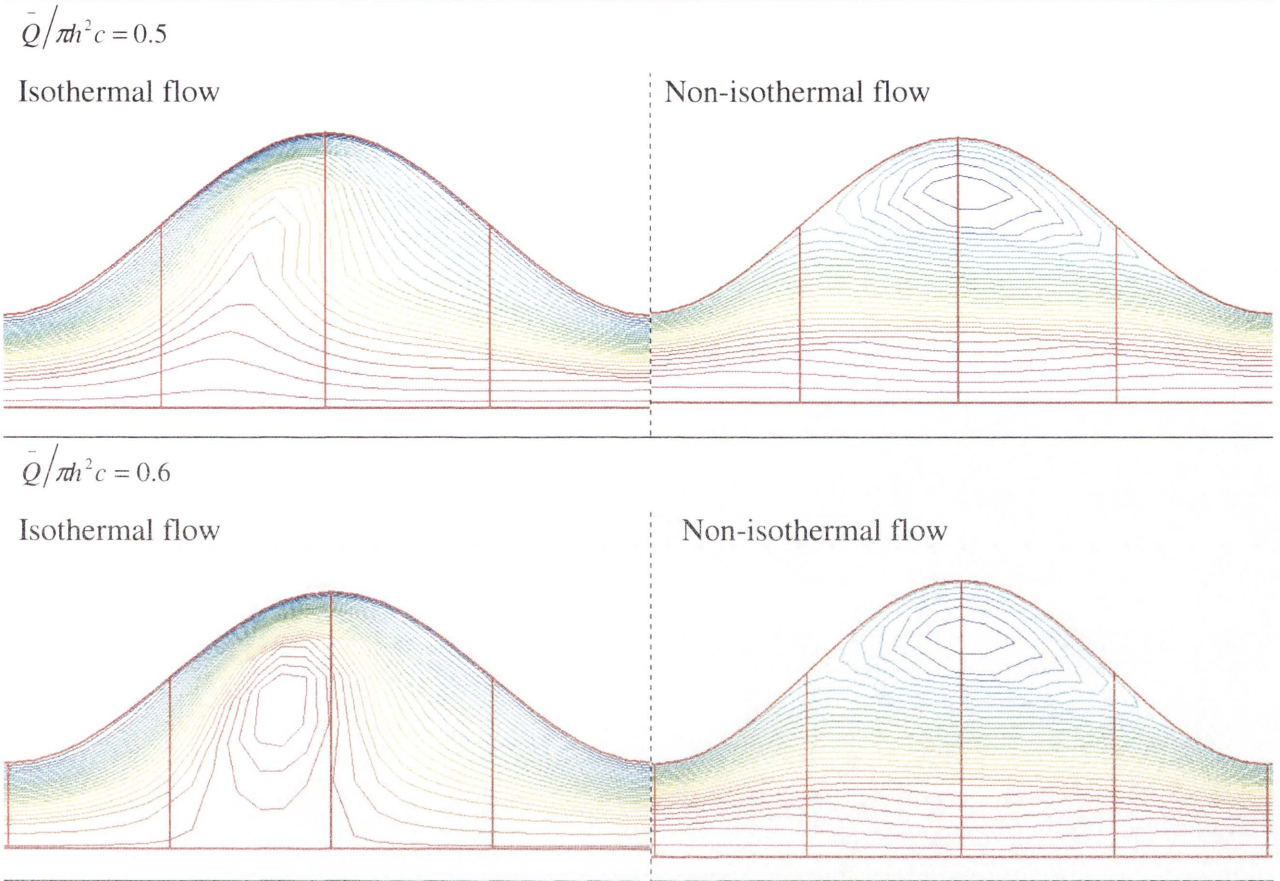 Q̄/πh²c = 0.5
Isothermal flow
Non-isothermal flow
Q̄/πh²c = 0.6
Isothermal flow
Non-isothermal flow